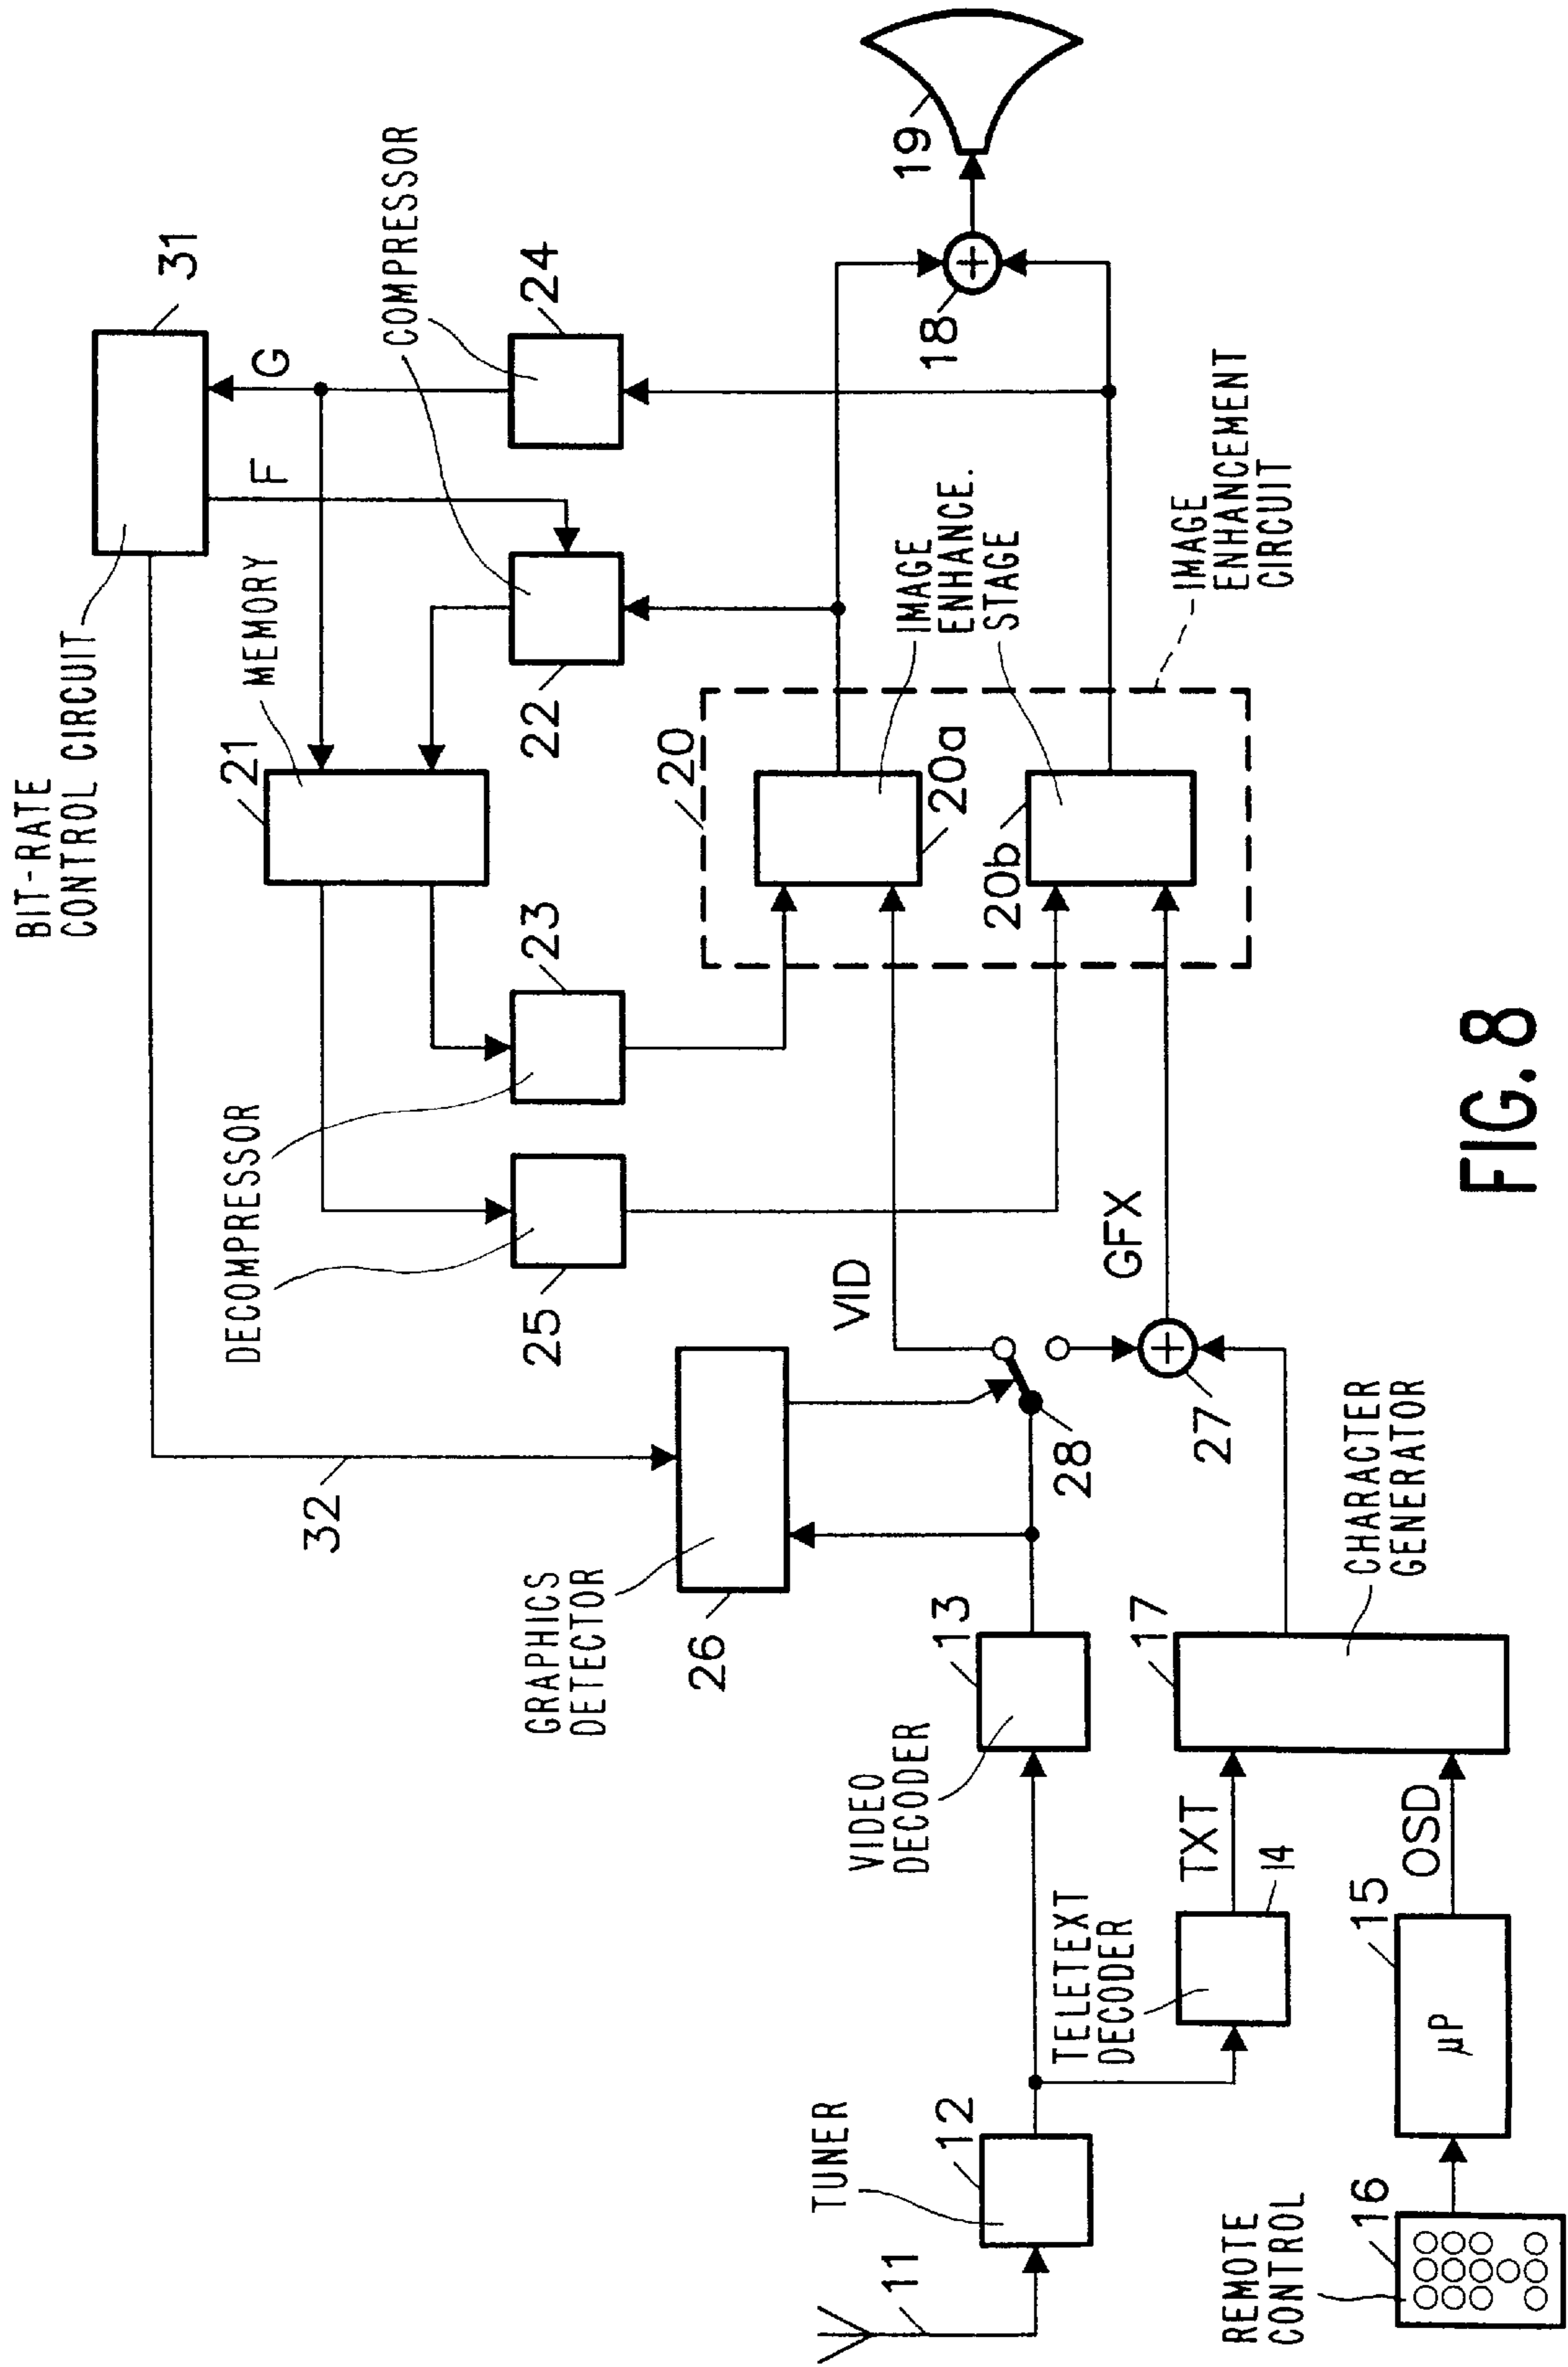 BIT-RATE
CONTROL CIRCUIT
31
G
F
21
MEMORY
COMPRESSOR
24
22
DECOMPRESSOR
23
25
32
GRAPHICS
DETECTOR
26
20
IMAGE
ENHANCE.
STAGE
20a
20b
IMAGE
ENHANCEMENT
CIRCUIT
18
19
VID
GFX
28
27
VIDEO
DECODER
13
17
CHARACTER
GENERATOR
TUNER
12
11
TELETEXT
DECODER
14
TXT
OSD
15
µP
REMOTE
CONTROL
16
FIG. 8